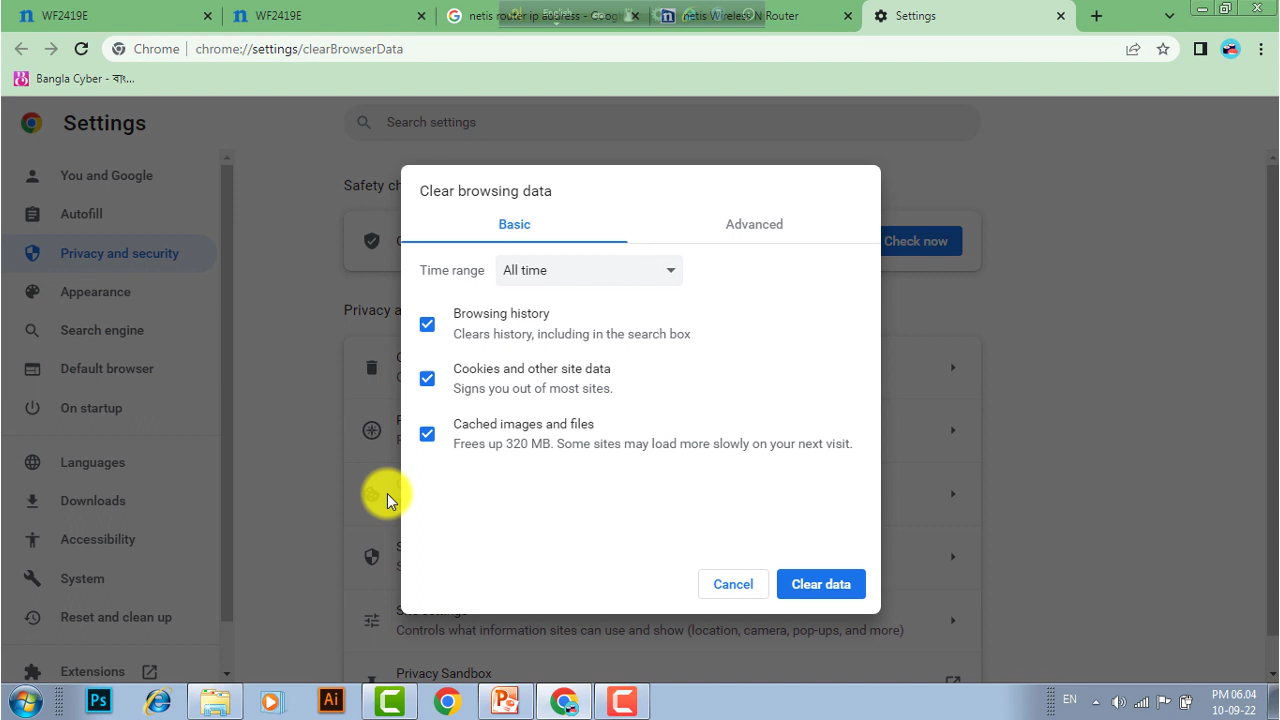 WF2419E
WF2419E
netis router ip address - Goog
English
netis Wireless N Router
Settings
Chrome
chrome://settings/clearBrowserData
Bangla Cyber - বাং...
Settings
Search settings
You and Google
Autofill
Privacy and security
Appearance
Search engine
Default browser
On startup
Languages
Downloads
Accessibility
System
Reset and clean up
Extensions
Safety ch
Check now
Privacy a
Clear browsing data
Basic
Advanced
Time range
All time
Browsing history
Clears history, including in the search box
Cookies and other site data
Signs you out of most sites.
Cached images and files
Frees up 320 MB. Some sites may load more slowly on your next visit.
Cancel
Clear data
Controls what information sites can use and show (location, camera, pop-ups, and more)
Privacy Sandbox
Ps
Ai
EN
PM 06.04
10-09-22